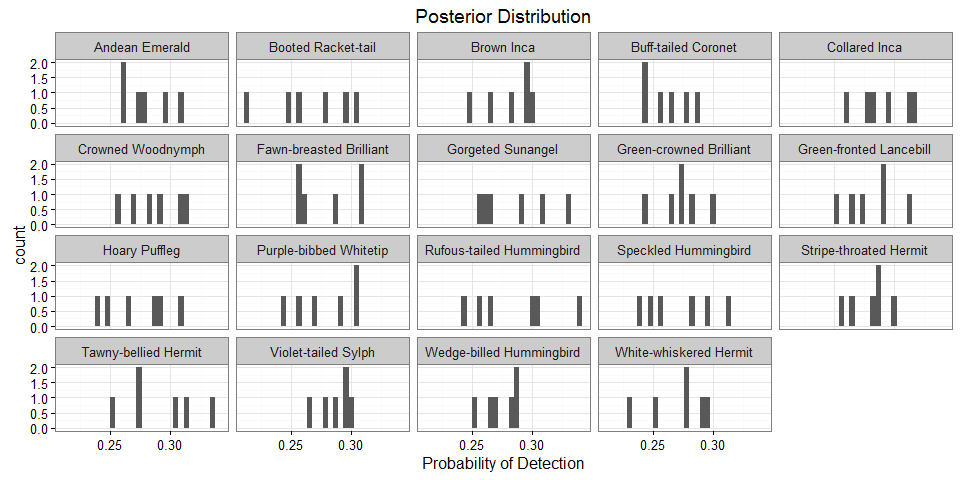 Posterior Distribution
Andean Emerald
Booted Racket-tail
Brown Inca
Buff-tailed Coronet
Collared Inca
2.0
1.5
1.0
0.5
0.0
Crowned Woodnymph
Fawn-breasted Brilliant
Gorgeted Sunangel
Green-crowned Brilliant
Green-fronted Lancebill
2.0
1.5
1.0
0.5
0.0
count
Hoary Puffleg
Purple-bibbed Whitetip
Rufous-tailed Hummingbird
Speckled Hummingbird
Stripe-throated Hermit
2.0
1.5
1.0
0.5
0.0
Tawny-bellied Hermit
Violet-tailed Sylph
Wedge-billed Hummingbird
White-whiskered Hermit
2.0
1.5
1.0
0.5
0.0
0.25 0.30 0.25 0.30 0.25 0.30 0.25 0.30
Probability of Detection